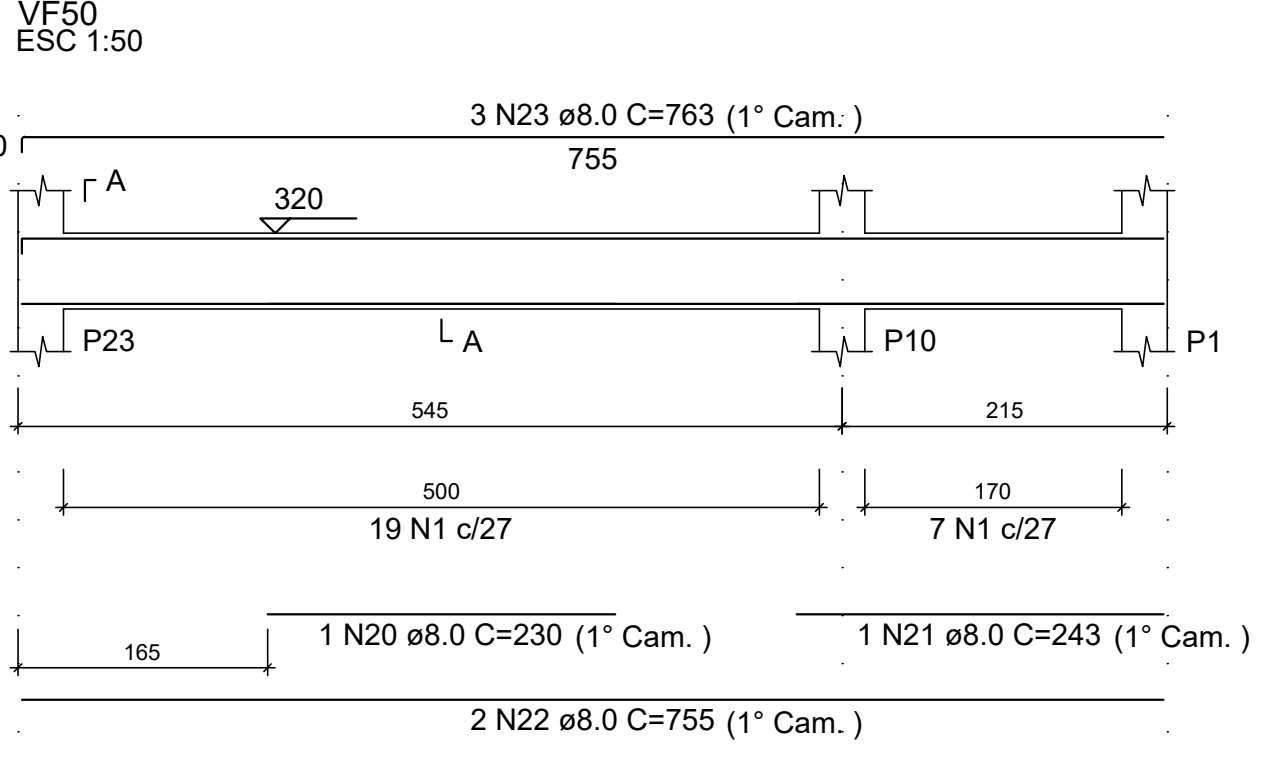 VF50
ESC 1:50
3 N23 ø8.0 C=763 (1° Cam. )
0
755
A
320
P23
A
P10
P1
545
215
500
170
19 N1 c/27
7 N1 c/27
1 N20 ø8.0 C=230 (1° Cam. )
1 N21 ø8.0 C=243 (1° Cam. )
165
2 N22 ø8.0 C=755 (1° Cam. )